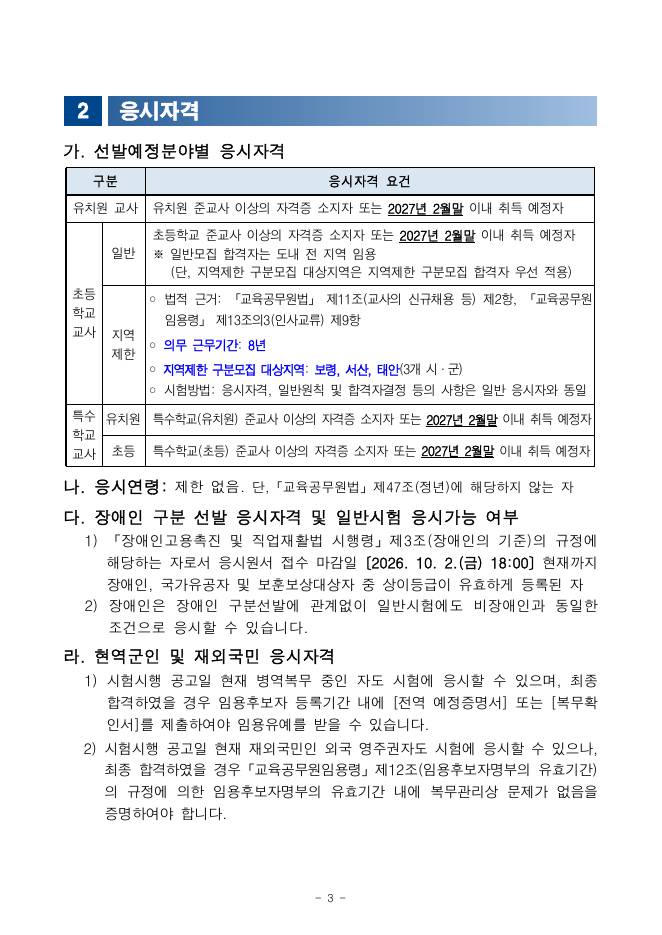 2 응시자격
가. 선발예정분야별 응시자격
구분 응시자격 요건
유치원 교사 유치원 준교사 이상의 자격증 소지자 또는 2027년 2월말 이내 취득 예정자
초등
학교
교사
일반
초등학교 준교사 이상의 자격증 소지자 또는 2027년 2월말 이내 취득 예정자
※ 일반모집 합격자는 도내 전 지역 임용
(단, 지역제한 구분모집 대상지역은 지역제한 구분모집 합격자 우선 적용)
지역
제한
○ 법적 근거: 「교육공무원법」 제11조(교사의 신규채용 등) 제2항, 「교육공무원
임용령」 제13조의3(인사교류) 제9항
○ 의무 근무기간: 8년
○ 지역제한 구분모집 대상지역: 보령, 서산, 태안(3개 시·군)
○ 시험방법: 응시자격, 일반원칙 및 합격자결정 등의 사항은 일반 응시자와 동일
특수
학교
교사
유치원 특수학교(유치원) 준교사 이상의 자격증 소지자 또는 2027년 2월말 이내 취득 예정자
초등 특수학교(초등) 준교사 이상의 자격증 소지자 또는 2027년 2월말 이내 취득 예정자
나. 응시연령: 제한 없음. 단,「교육공무원법」제47조(정년)에 해당하지 않는 자
다. 장애인 구분 선발 응시자격 및 일반시험 응시가능 여부
1) 「장애인고용촉진 및 직업재활법 시행령」제3조(장애인의 기준)의 규정에
해당하는 자로서 응시원서 접수 마감일 [2026. 10. 2.(금) 18:00] 현재까지
장애인, 국가유공자 및 보훈보상대상자 중 상이등급이 유효하게 등록된 자
2) 장애인은 장애인 구분선발에 관계없이 일반시험에도 비장애인과 동일한
조건으로 응시할 수 있습니다.
라. 현역군인 및 재외국민 응시자격
1) 시험시행 공고일 현재 병역복무 중인 자도 시험에 응시할 수 있으며, 최종
합격하였을 경우 임용후보자 등록기간 내에 [전역 예정증명서] 또는 [복무확
인서]를 제출하여야 임용유예를 받을 수 있습니다.
2) 시험시행 공고일 현재 재외국민인 외국 영주권자도 시험에 응시할 수 있으나,
최종 합격하였을 경우「교육공무원임용령」제12조(임용후보자명부의 유효기간)
의 규정에 의한 임용후보자명부의 유효기간 내에 복무관리상 문제가 없음을
증명하여야 합니다.
- 3 -